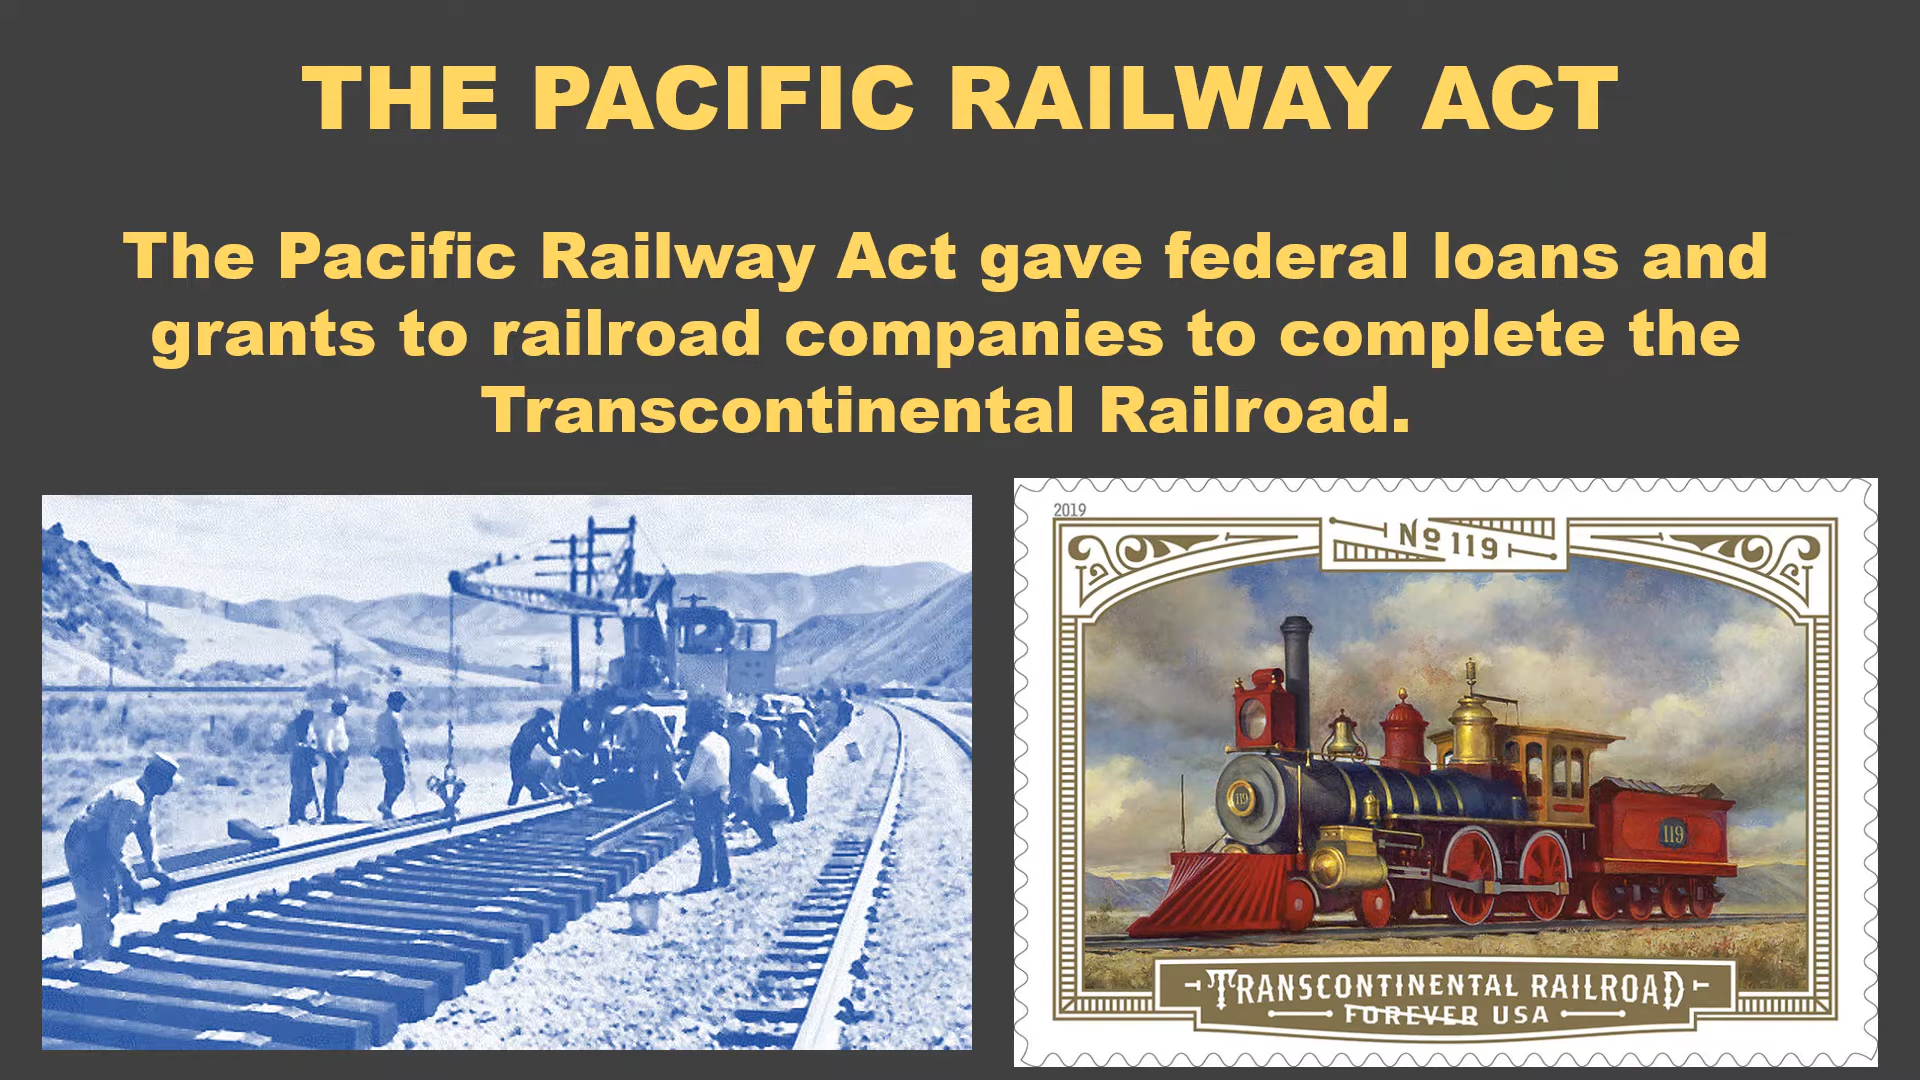 THE PACIFIC RAILWAY ACT
The Pacific Railway Act gave federal loans and
grants to railroad companies to complete the
Transcontinental Railroad.
2019
Nº 119
119
119
TRANSCONTINENTAL RAILROAD
FOREVER USA